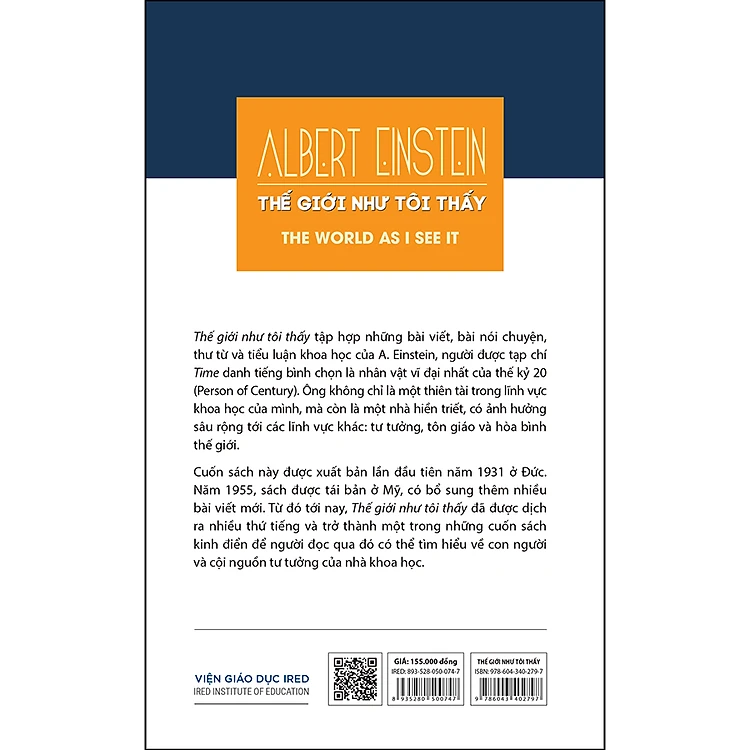 ALBERT EINSTEIN
THẾ GIỚI NHƯ TÔI THẤY
THE WORLD AS I SEE IT
Thế giới như tôi thấy tập hợp những bài viết, bài nói chuyện,
thư từ và tiểu luận khoa học của A. Einstein, người được tạp chí
Time danh tiếng bình chọn là nhân vật vĩ đại nhất của thế kỷ 20
(Person of Century). Ông không chỉ là một thiên tài trong lĩnh vực
khoa học của mình, mà còn là một nhà hiền triết, có ảnh hưởng
sâu rộng tới các lĩnh vực khác: tư tưởng, tôn giáo và hòa bình
thế giới.
Cuốn sách này được xuất bản lần đầu tiên năm 1931 ở Đức.
Năm 1955, sách được tái bản ở Mỹ, có bổ sung thêm nhiều
bài viết mới. Từ đó tới nay, Thế giới như tôi thấy đã được dịch
ra nhiều thứ tiếng và trở thành một trong những cuốn sách
kinh điển để người đọc qua đó có thể tìm hiểu về con người
và cội nguồn tư tưởng của nhà khoa học.
VIỆN GIÁO DỤC IRED
IRED INSTITUTE OF EDUCATION
GIÁ: 155.000 đồng
IRED: 893-528-050-074-7
8 935280 500747
THẾ GIỚI NHƯ TÔI THẤY
ISBN: 978-604-340-279-7
9 786043 402797